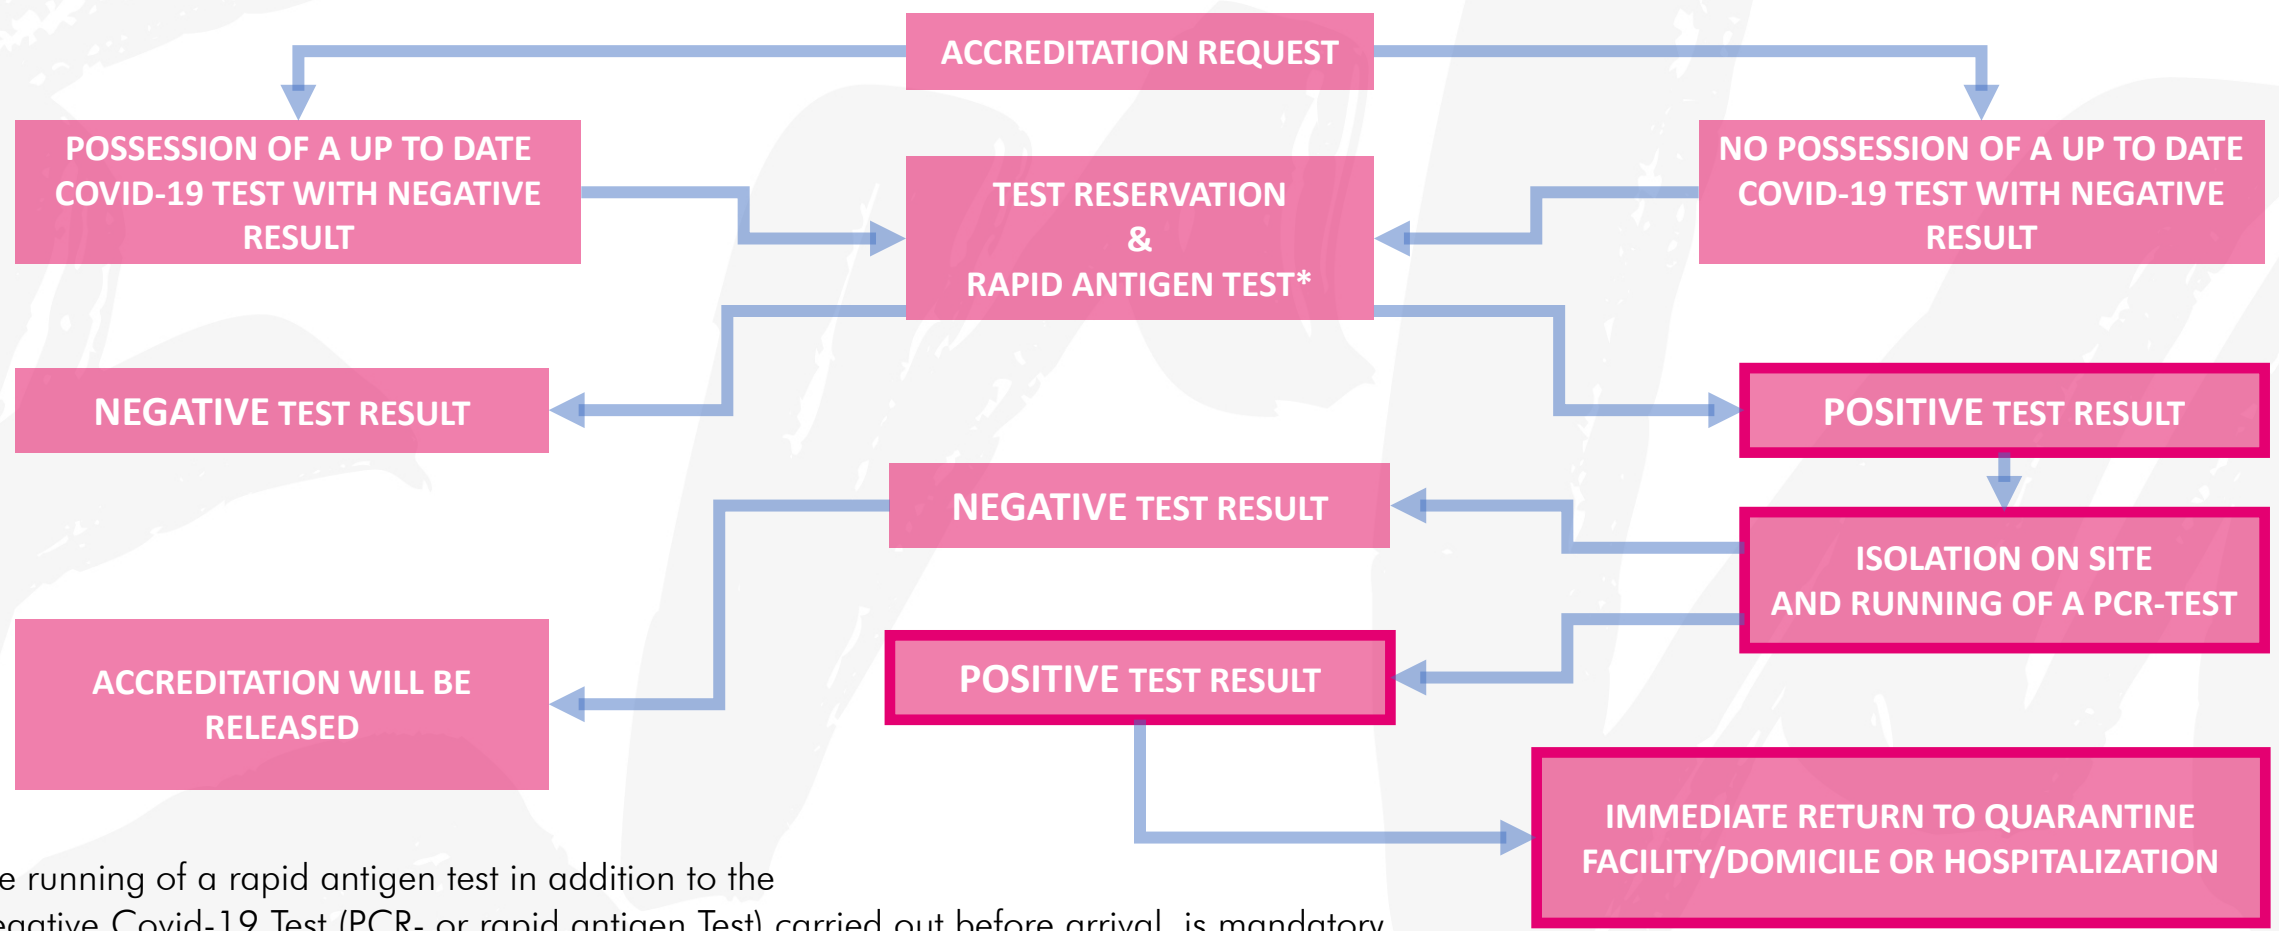 ACCREDITATION REQUEST
POSSESSION OF A UP TO DATE
COVID-19 TEST WITH NEGATIVE
RESULT
TEST RESERVATION
&
RAPID ANTIGEN TEST*
NO POSSESSION OF A UP TO DATE
COVID-19 TEST WITH NEGATIVE
RESULT
NEGATIVE TEST RESULT
POSITIVE TEST RESULT
NEGATIVE TEST RESULT
ISOLATION ON SITE
AND RUNNING OF A PCR-TEST
ACCREDITATION WILL BE
RELEASED
POSITIVE TEST RESULT
IMMEDIATE RETURN TO QUARANTINE
FACILITY/DOMICILE OR HOSPITALIZATION
e running of a rapid antigen test in addition to the
egative Covid-19 Test (PCR- or rapid antigen Test) carried out before arrival, is mandatory